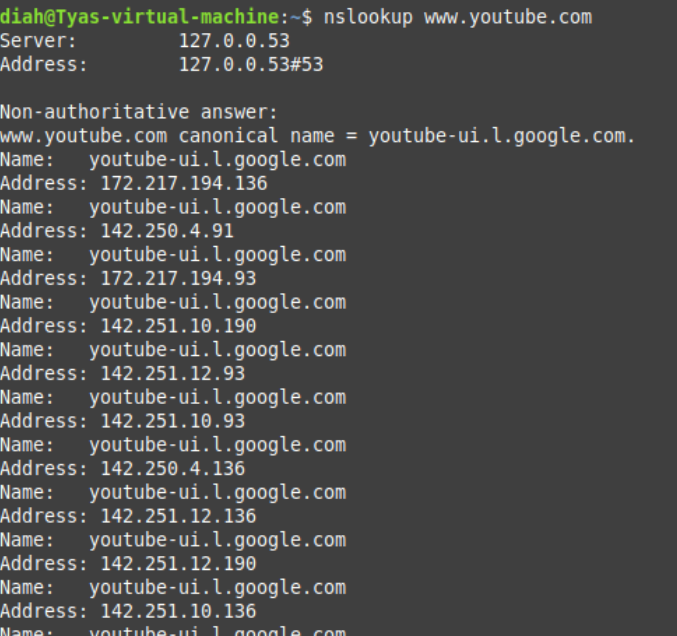 diah@Tyas-virtual-machine:~$ nslookup www.youtube.com
Server: 127.0.0.53
Address: 127.0.0.53#53
Non-authoritative answer:
www.youtube.com canonical name = youtube-ui.l.google.com.
Name: youtube-ui.l.google.com
Address: 172.217.194.136
Name: youtube-ui.l.google.com
Address: 142.250.4.91
Name: youtube-ui.l.google.com
Address: 172.217.194.93
Name: youtube-ui.l.google.com
Address: 142.251.10.190
Name: youtube-ui.l.google.com
Address: 142.251.12.93
Name: youtube-ui.l.google.com
Address: 142.251.10.93
Name: youtube-ui.l.google.com
Address: 142.250.4.136
Name: youtube-ui.l.google.com
Address: 142.251.12.136
Name: youtube-ui.l.google.com
Address: 142.251.12.190
Name: youtube-ui.l.google.com
Address: 142.251.10.136
Name: youtube-ui.l.google.com